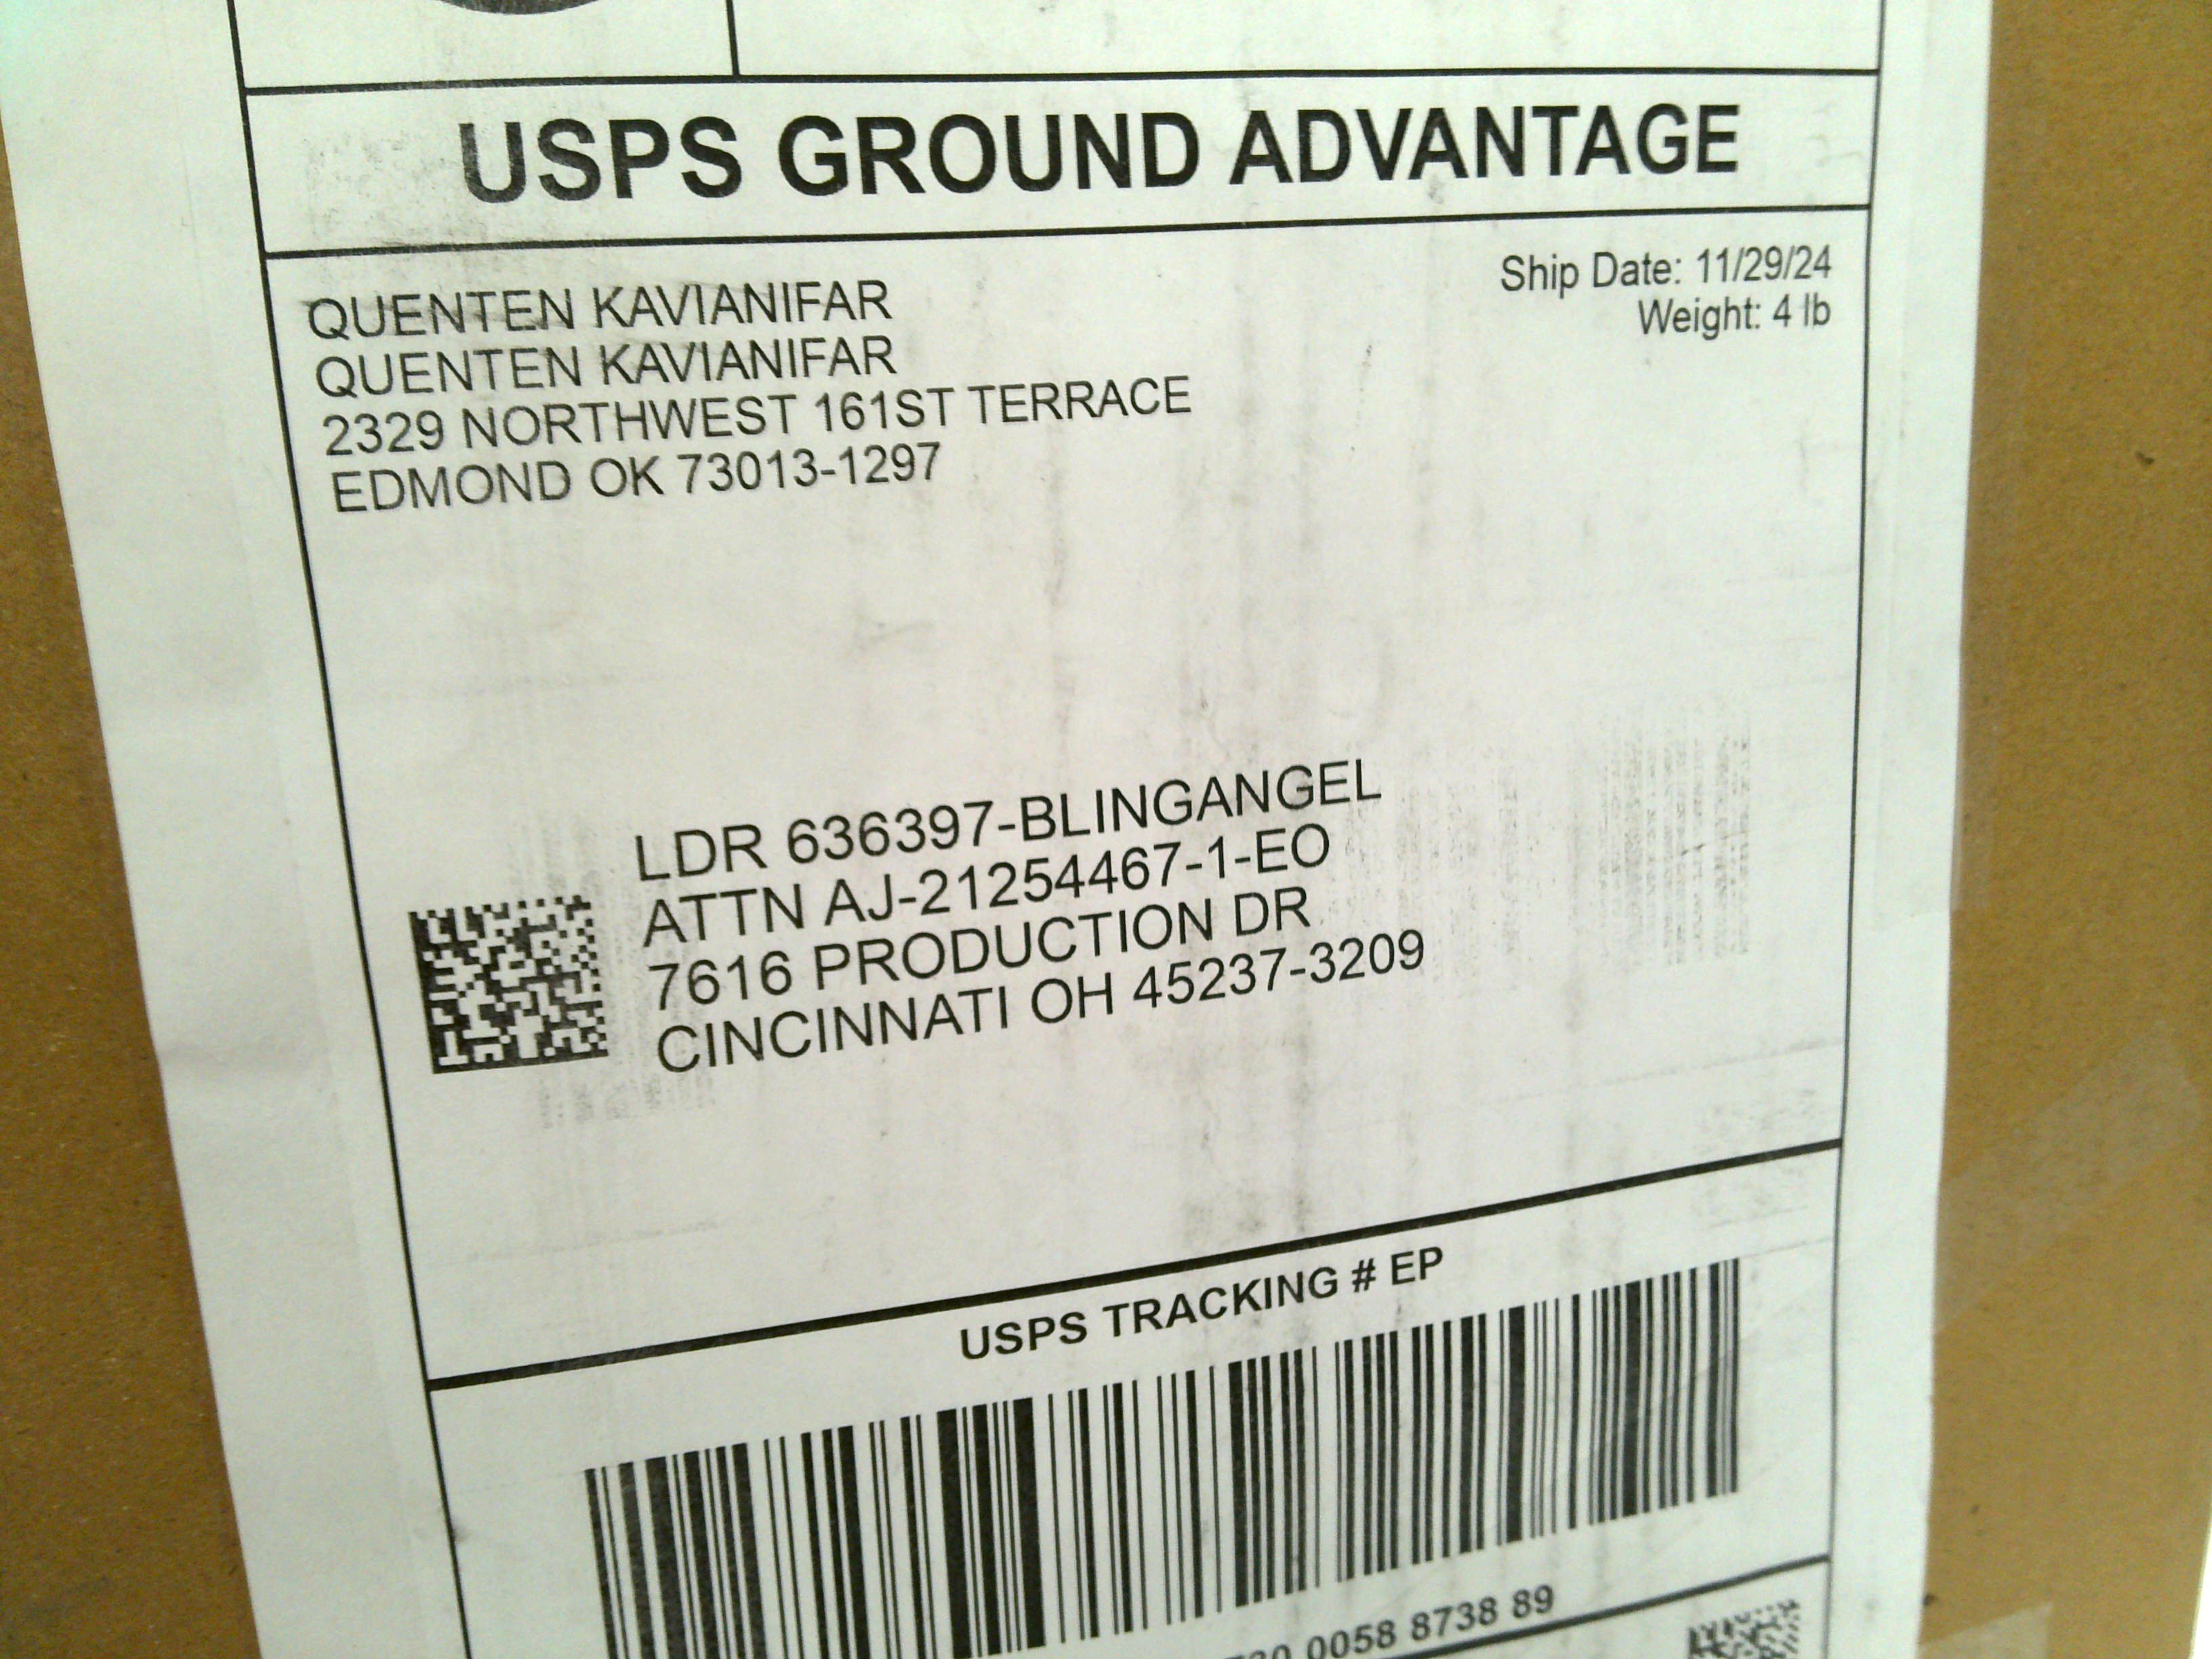 USPS GROUND ADVANTAGE
QUENTEN KAVIANIFAR
QUENTEN KAVIANIFAR
2329 NORTHWEST 161ST TERRACE
EDMOND OK 73013-1297
Ship Date: 11/29/24
Weight: 4 lb
LDR 636397-BLINGANGEL
ATTN AJ-21254467-1-EO
7616 PRODUCTION DR
CINCINNATI OH 45237-3209
USPS TRACKING # EP
0058 8738 89